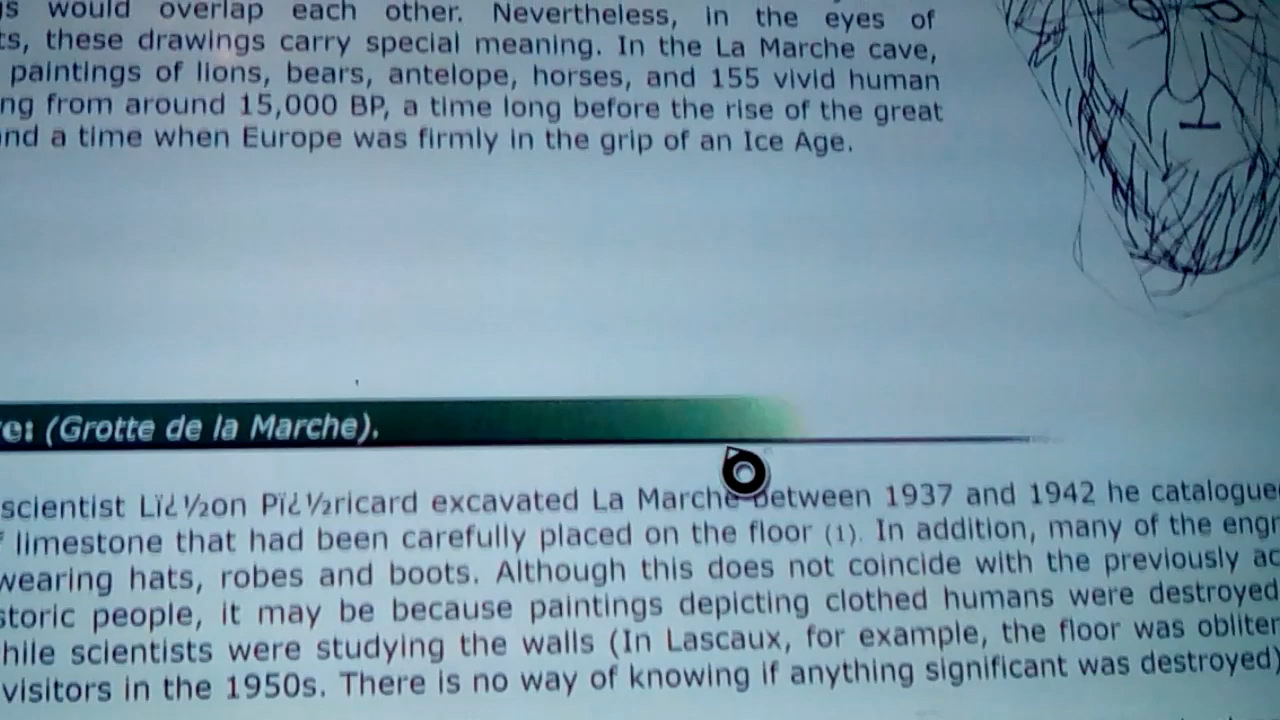 would overlap each other. Nevertheless, in the eyes of
these drawings carry special meaning. In the La Marche cave,
paintings of lions, bears, antelope, horses, and 155 vivid human
from around 15,000 BP, a time long before the rise of the great
nd a time when Europe was firmly in the grip of an Ice Age.
e: (Grotte de la Marche).
scientist Lï¿½on Pï¿½ricard excavated La Marche between 1937 and 1942 he catalogue
limestone that had been carefully placed on the floor (1). In addition, many of the engr
wearing hats, robes and boots. Although this does not coincide with the previously ac
storic people, it may be because paintings depicting clothed humans were destroyed
hile scientists were studying the walls (In Lascaux, for example, the floor was obliter
visitors in the 1950s. There is no way of knowing if anything significant was destroyed)